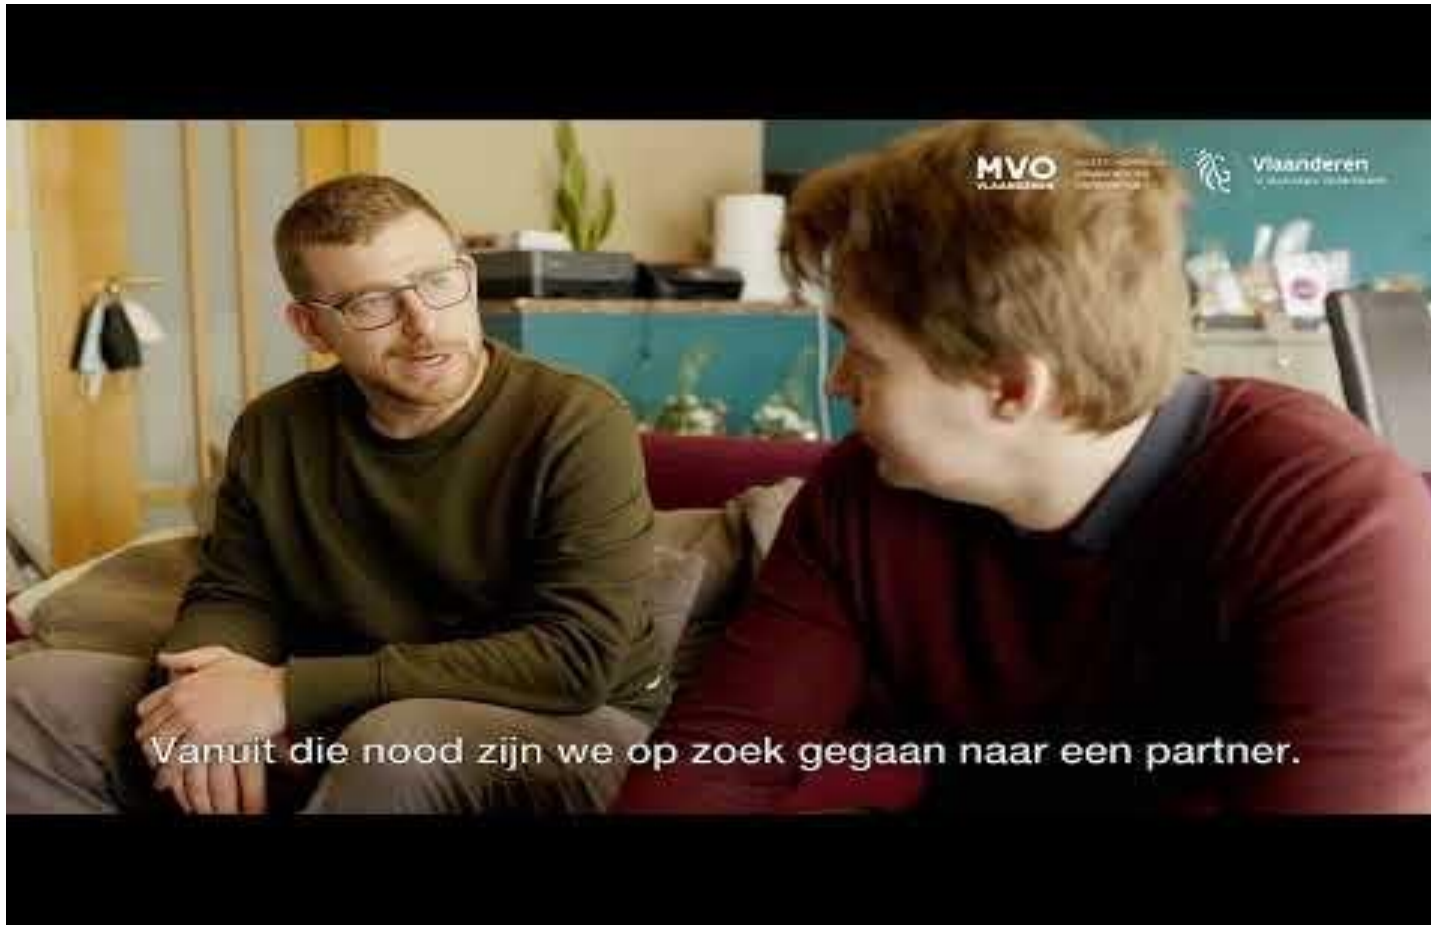 MVO
VLAANDEREN
Vlaanderen
Vanuit die nood zijn we op zoek gegaan naar een partner.